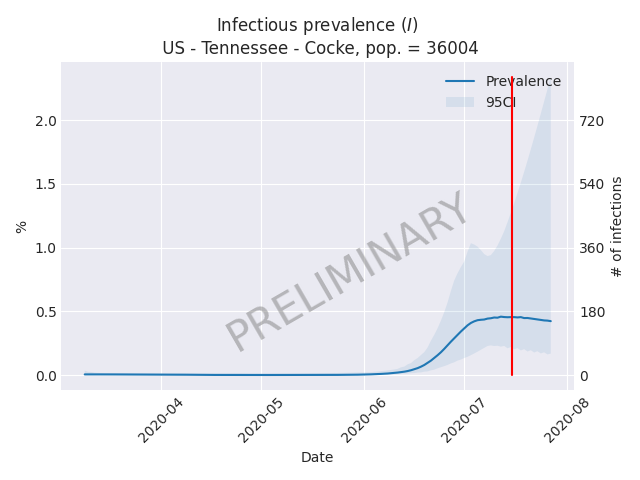 Infectious prevalence (I)
US - Tennessee - Cocke, pop. = 36004
Prevalence
95CI
%
2.0
1.5
1.0
0.5
0.0
720
540
360
180
0
# of infections
PRELIMINARY
2020-04
2020-05
2020-06
2020-07
2020-08
Date